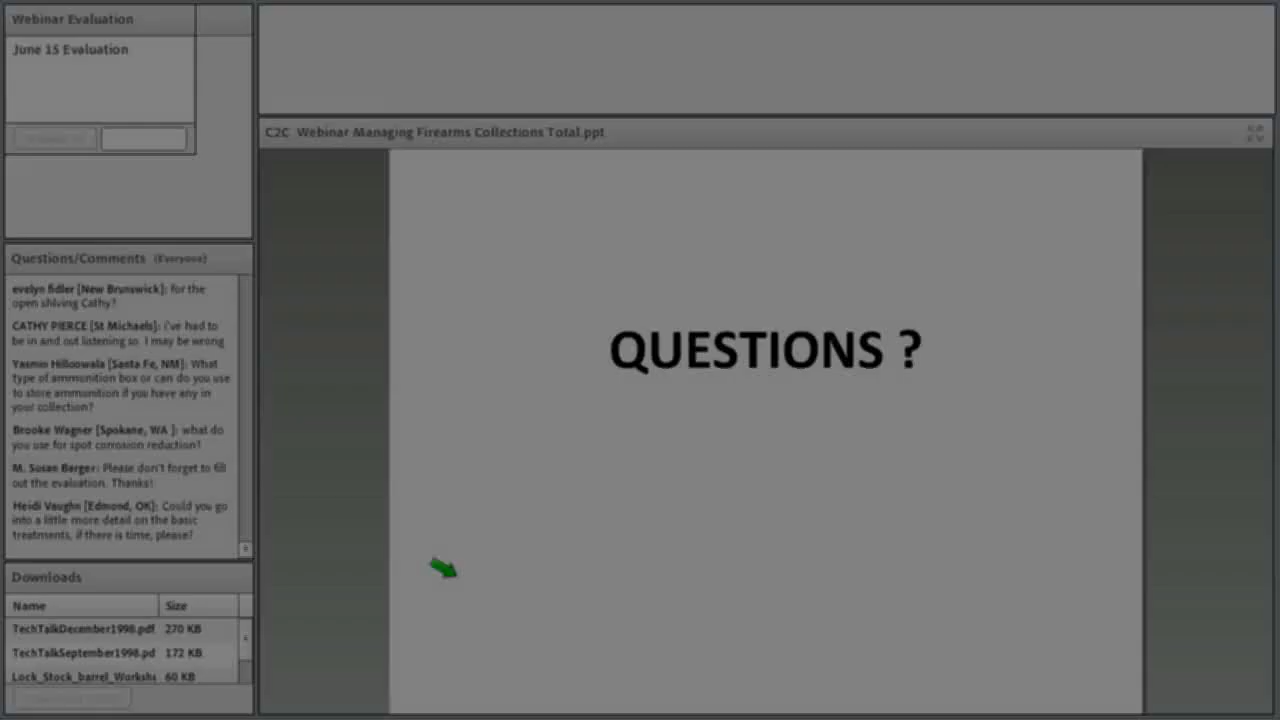 Webinar Evaluation
June 15 Evaluation
Questions/Comments (Everyone)
evelyn fidler [New Brunswick]: for the
open shlving Cathy?
CATHY PIERCE [St Michaels]: i've had to
be in and out listening so I may be wrong
Yasmin Hilloowala [Santa Fe, NM]: What
type of ammunition box or can do you use
to store ammunition if you have any in
your collection?
Brooke Wagner [Spokane, WA ]: what do
you use for spot corrosion reduction?
M. Susan Barger: Please don't forget to fill
out the evaluation. Thanks!
Heidi Vaughn [Edmond, OK]: Could you go
into a little more detail on the basic
treatments, if there is time, please?
Downloads
Name Size
TechTalkDecember1998.pdf 270 KB
TechTalkSeptember1998.pd 172 KB
Lock_Stock_barrel_Worksh 60 KB
C2C Webinar Managing Firearms Collections Total.ppt
QUESTIONS ?